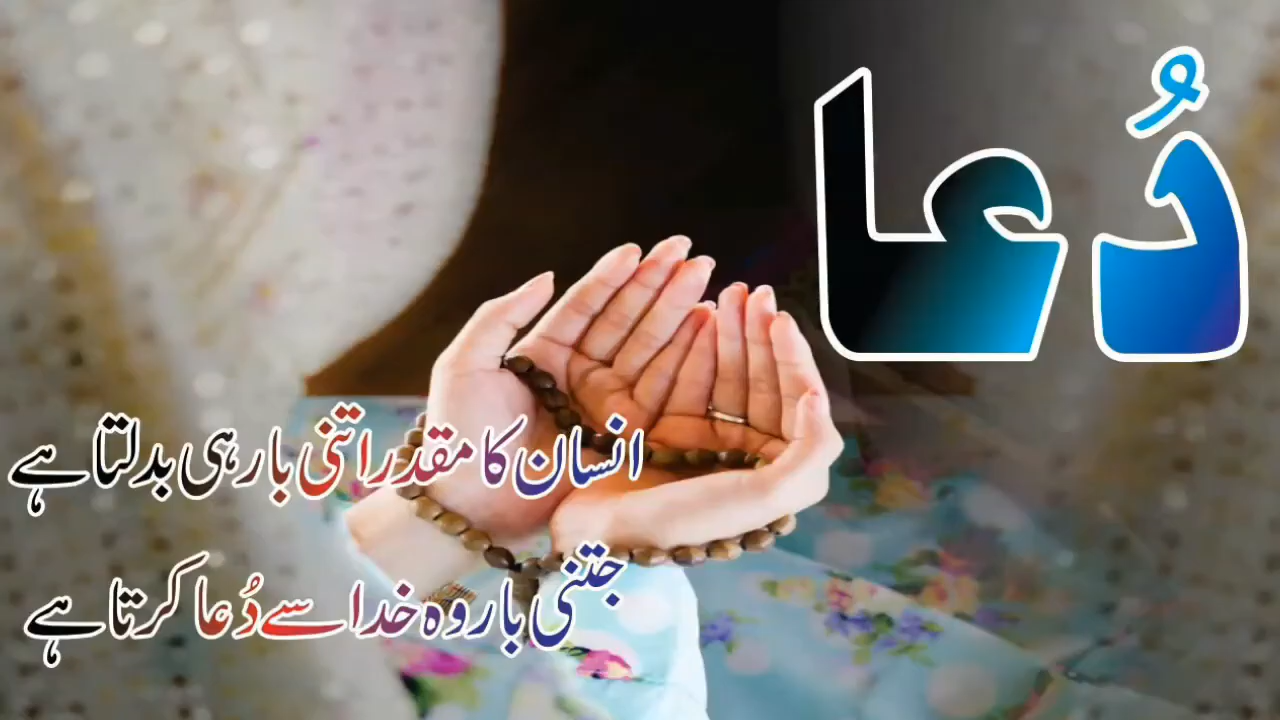 دُعا
انسان کا مقدر اتنی بار ہی بدلتا ہے
جتنی بار وہ خدا سے دُعا کرتا ہے